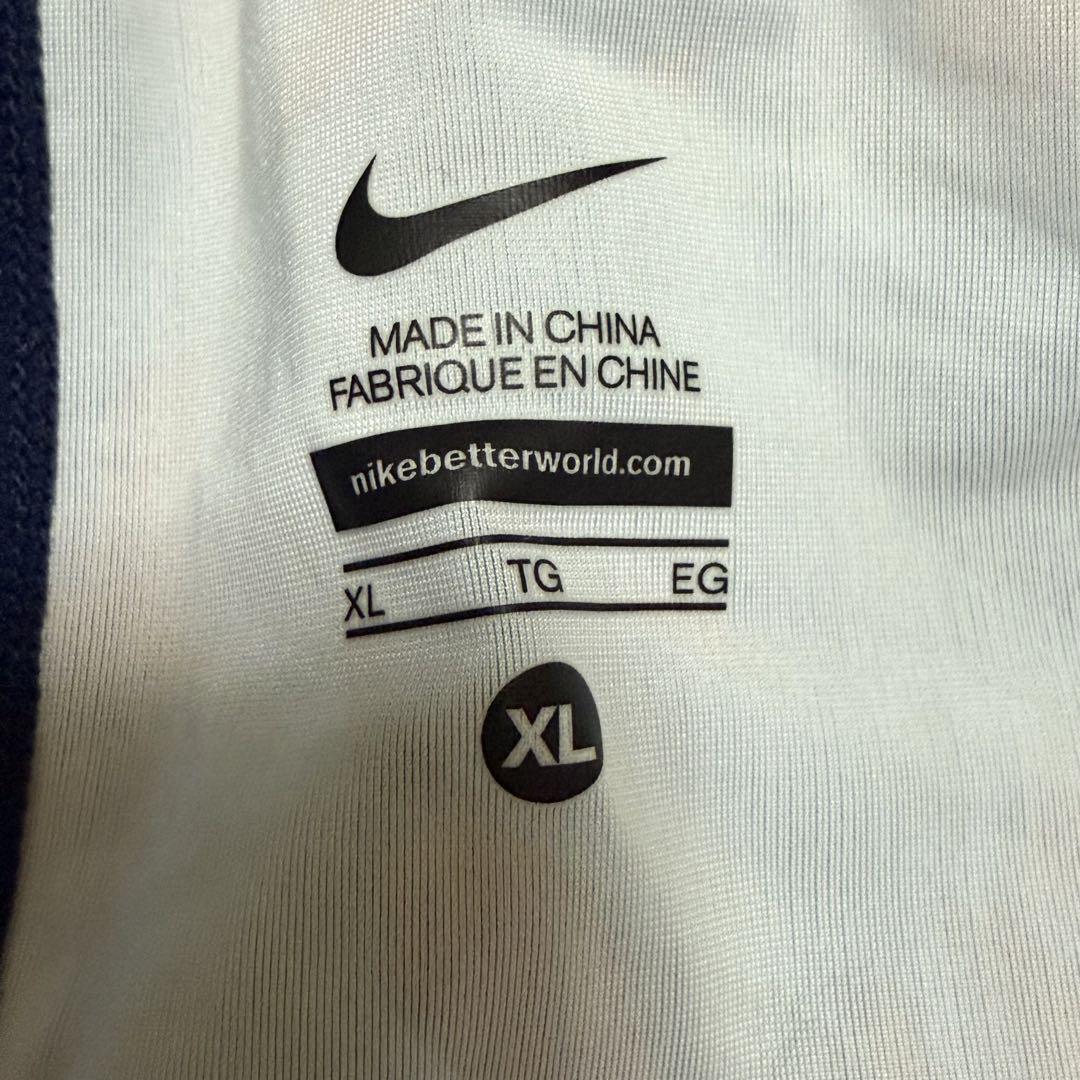 MADE IN CHINA
FABRIQUE EN CHINE
nikebetterworld.com
XL TG EG
XL